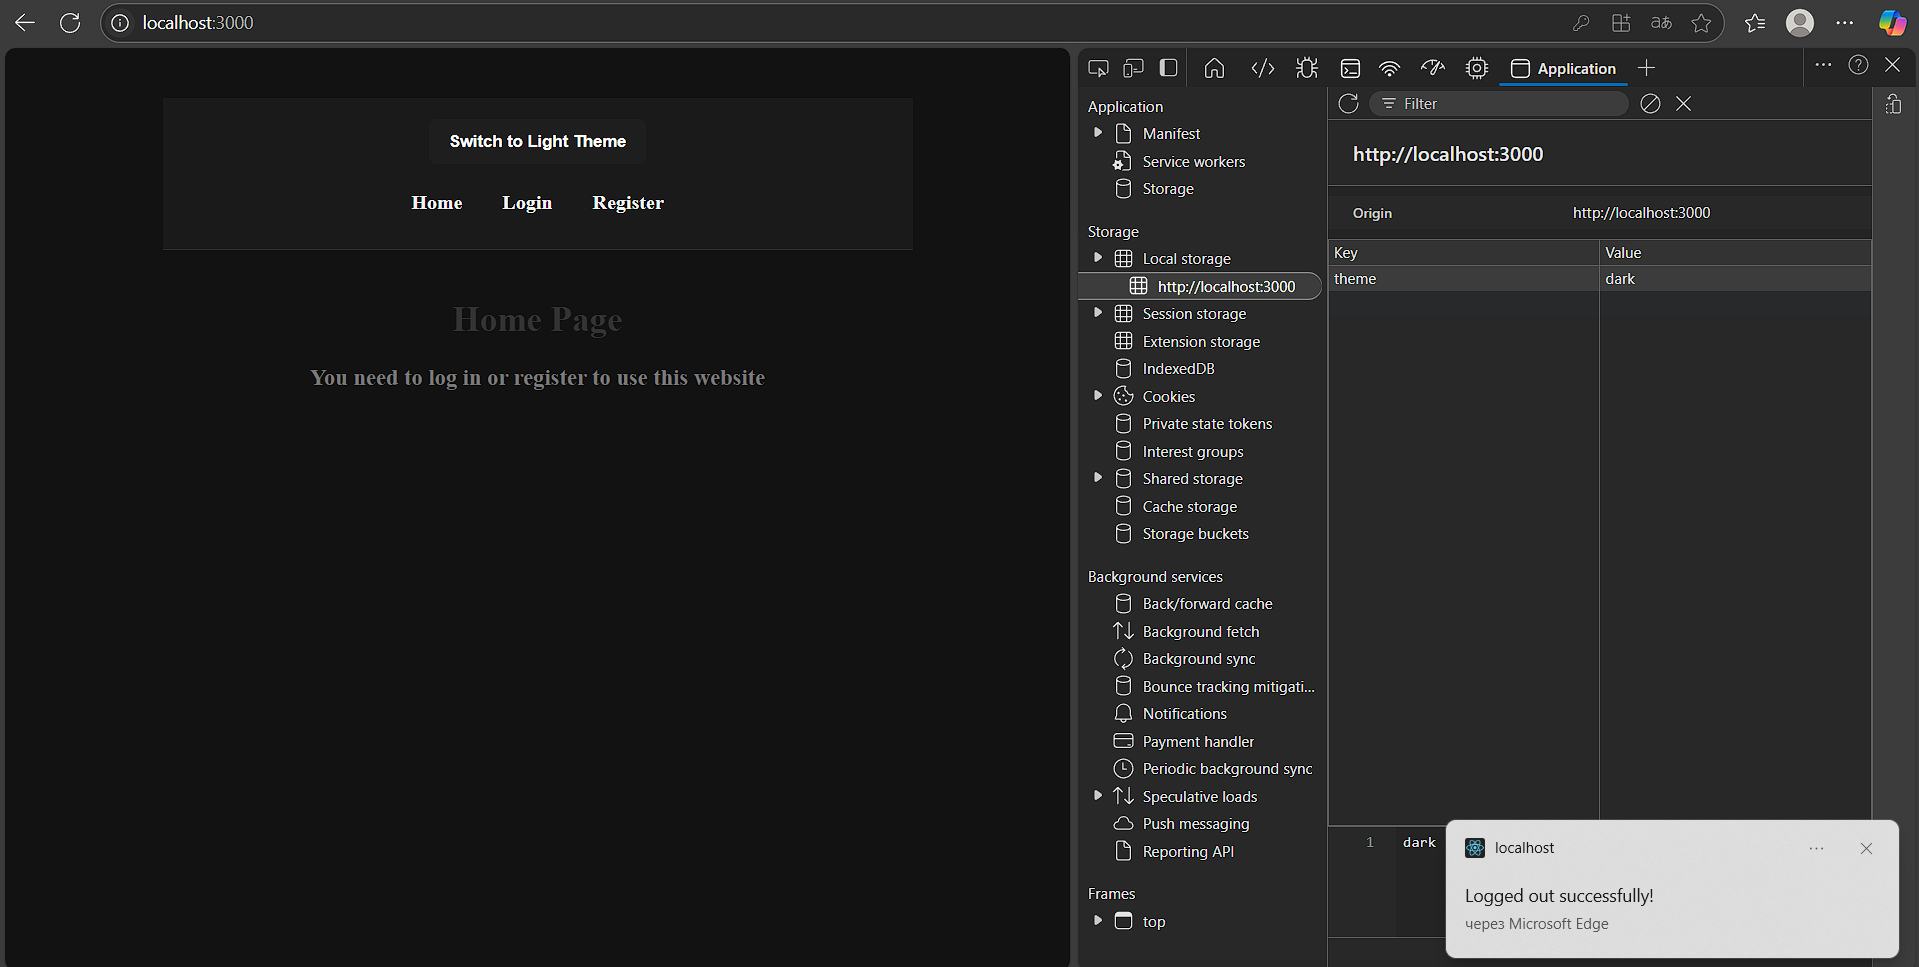 localhost:3000
aあ
Switch to Light Theme
Home Login Register
Home Page
You need to log in or register to use this website
Application
Application
Manifest
Service workers
Storage
Storage
Local storage
http://localhost:3000
Session storage
Extension storage
IndexedDB
Cookies
Private state tokens
Interest groups
Shared storage
Cache storage
Storage buckets
Background services
Back/forward cache
Background fetch
Background sync
Bounce tracking mitigati...
Notifications
Payment handler
Periodic background sync
Speculative loads
Push messaging
Reporting API
Frames
top
Filter
http://localhost:3000
Origin http://localhost:3000
Key Value
theme dark
1 dark
localhost
Logged out successfully!
через Microsoft Edge